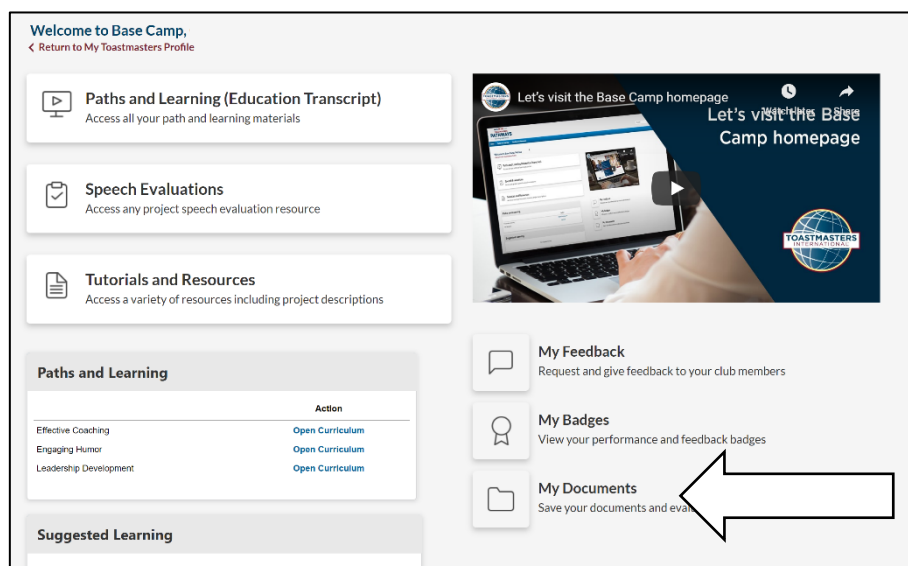 Welcome to Base Camp,
Return to My Toastmasters Profile
Paths and Learning (Education Transcript)
Access all your path and learning materials
Speech Evaluations
Access any project speech evaluation resource
Tutorials and Resources
Access a variety of resources including project descriptions
Paths and Learning
Action
Effective Coaching Open Curriculum
Engaging Humor Open Curriculum
Leadership Development Open Curriculum
Suggested Learning
Let's visit the Base Camp homepage
Watch later Share
Let's visit the Base
Camp homepage
PATHWAYS
TOASTMASTERS
INTERNATIONAL
My Feedback
Request and give feedback to your club members
My Badges
View your performance and feedback badges
My Documents
Save your documents and